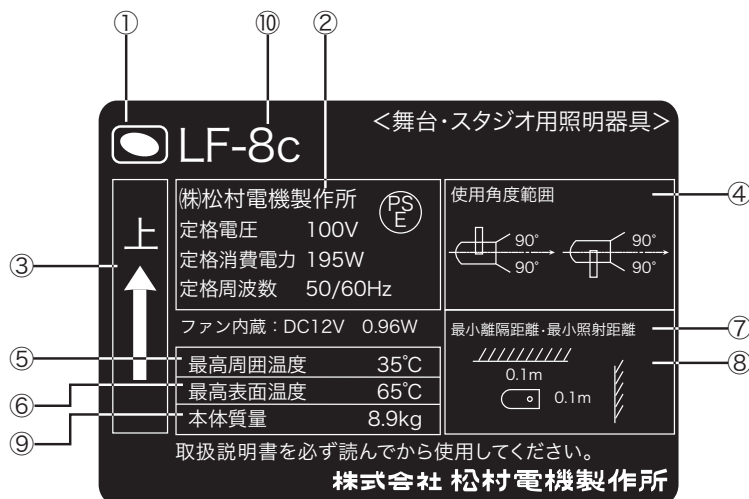 ① ⑩ ②
<舞台・スタジオ用照明器具>
LF-8c
③
上
㈱松村電機製作所
PS
E
定格電圧 100V
定格消費電力 195W
定格周波数 50/60Hz
ファン内蔵:DC12V 0.96W
⑤ 最高周囲温度 35℃
⑥ 最高表面温度 65℃
⑨ 本体質量 8.9kg
使用角度範囲 ④
90° 90°
90° 90°
最小離隔距離・最小照射距離 ⑦
⑧
0.1m
0.1m
取扱説明書を必ず読んでから使用してください。
株式会社 松村電機製作所